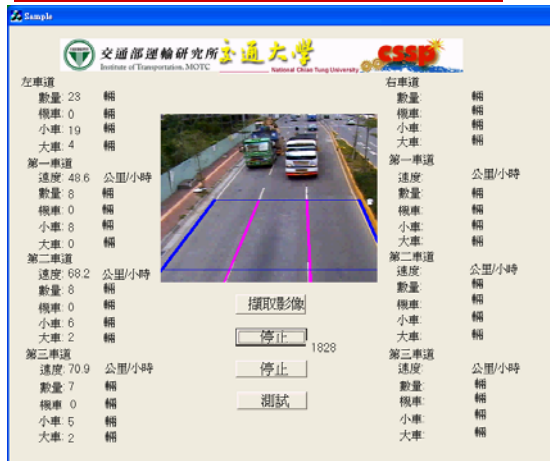 Sample
交通部運輸研究所
Institute of Transportation, MOTC
交通大學
National Chiao Tung University
cssp
左車道
數量: 23 輛
機車: 0 輛
小車: 19 輛
大車: 4 輛
第一車道
速度: 48.6 公里/小時
數量: 8 輛
機車: 0 輛
小車: 8 輛
大車: 0 輛
第二車道
速度: 68.2 公里/小時
數量: 8 輛
機車: 0 輛
小車: 6 輛
大車: 2 輛
第三車道
速度: 70.9 公里/小時
數量: 7 輛
機車: 0 輛
小車: 5 輛
大車: 2 輛
擷取影像
停止
1828
停止
測試
右車道
數量: 輛
機車: 輛
小車: 輛
大車: 輛
第一車道
速度: 公里/小時
數量: 輛
機車: 輛
小車: 輛
大車: 輛
第二車道
速度: 公里/小時
數量: 輛
機車: 輛
小車: 輛
大車: 輛
第三車道
速度: 公里/小時
數量: 輛
機車: 輛
小車: 輛
大車: 輛